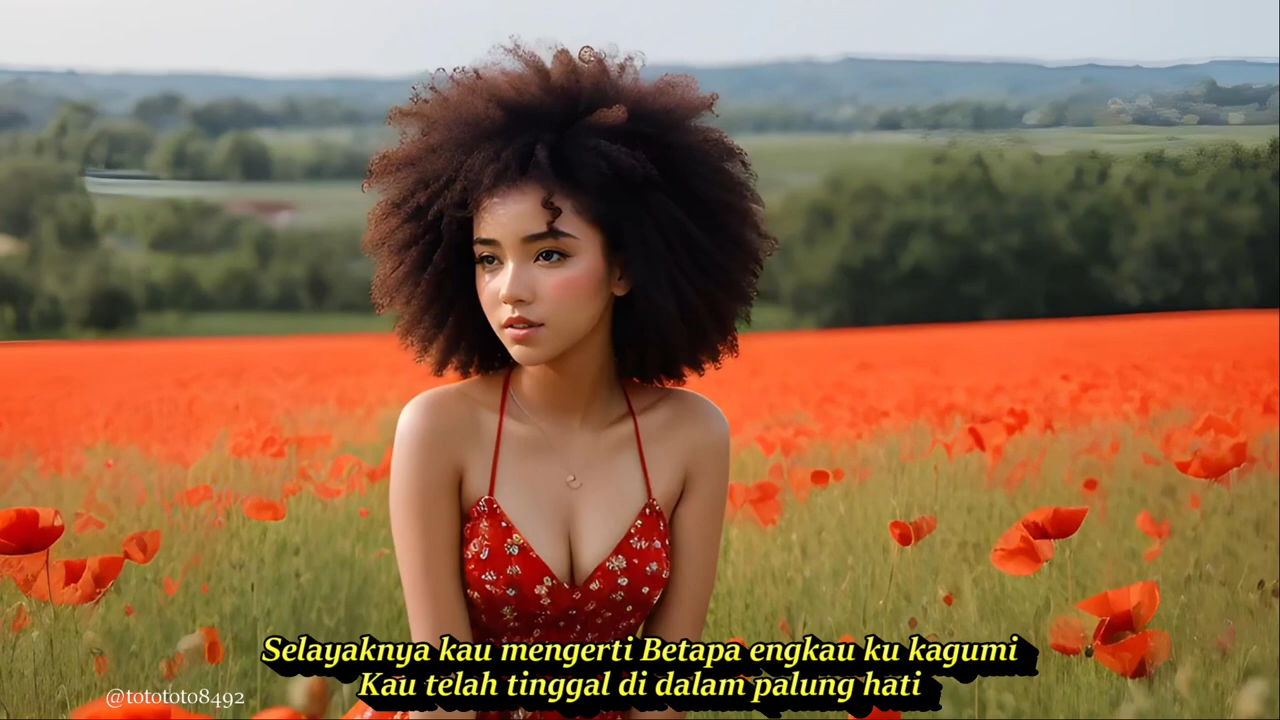 Selayaknya kau mengerti Betapa engkau ku kagumi
Kau telah tinggal di dalam palung hati
@totototo8492